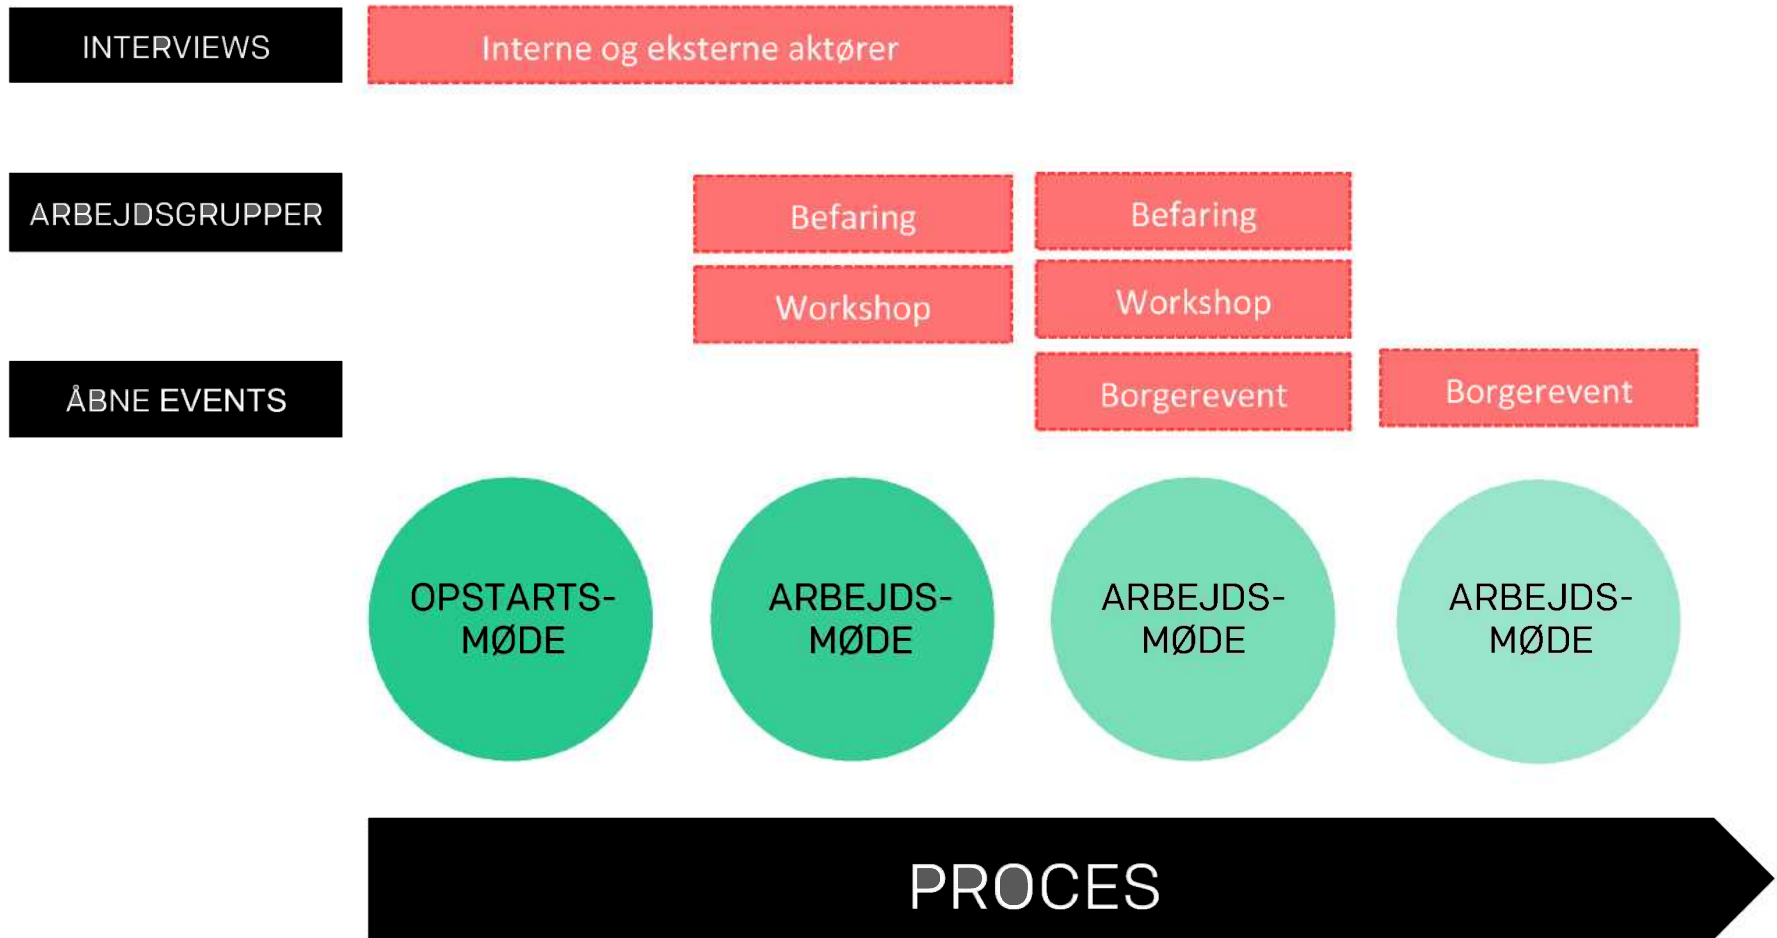 INTERVIEWS
Interne og eksterne aktører
ARBEJDSGRUPPER
Befaring
Befaring
Workshop
Workshop
ÅBNE EVENTS
Borgerevent
Borgerevent
OPSTARTS-
MØDE
ARBEJDS-
MØDE
ARBEJDS-
MØDE
ARBEJDS-
MØDE
PROCES